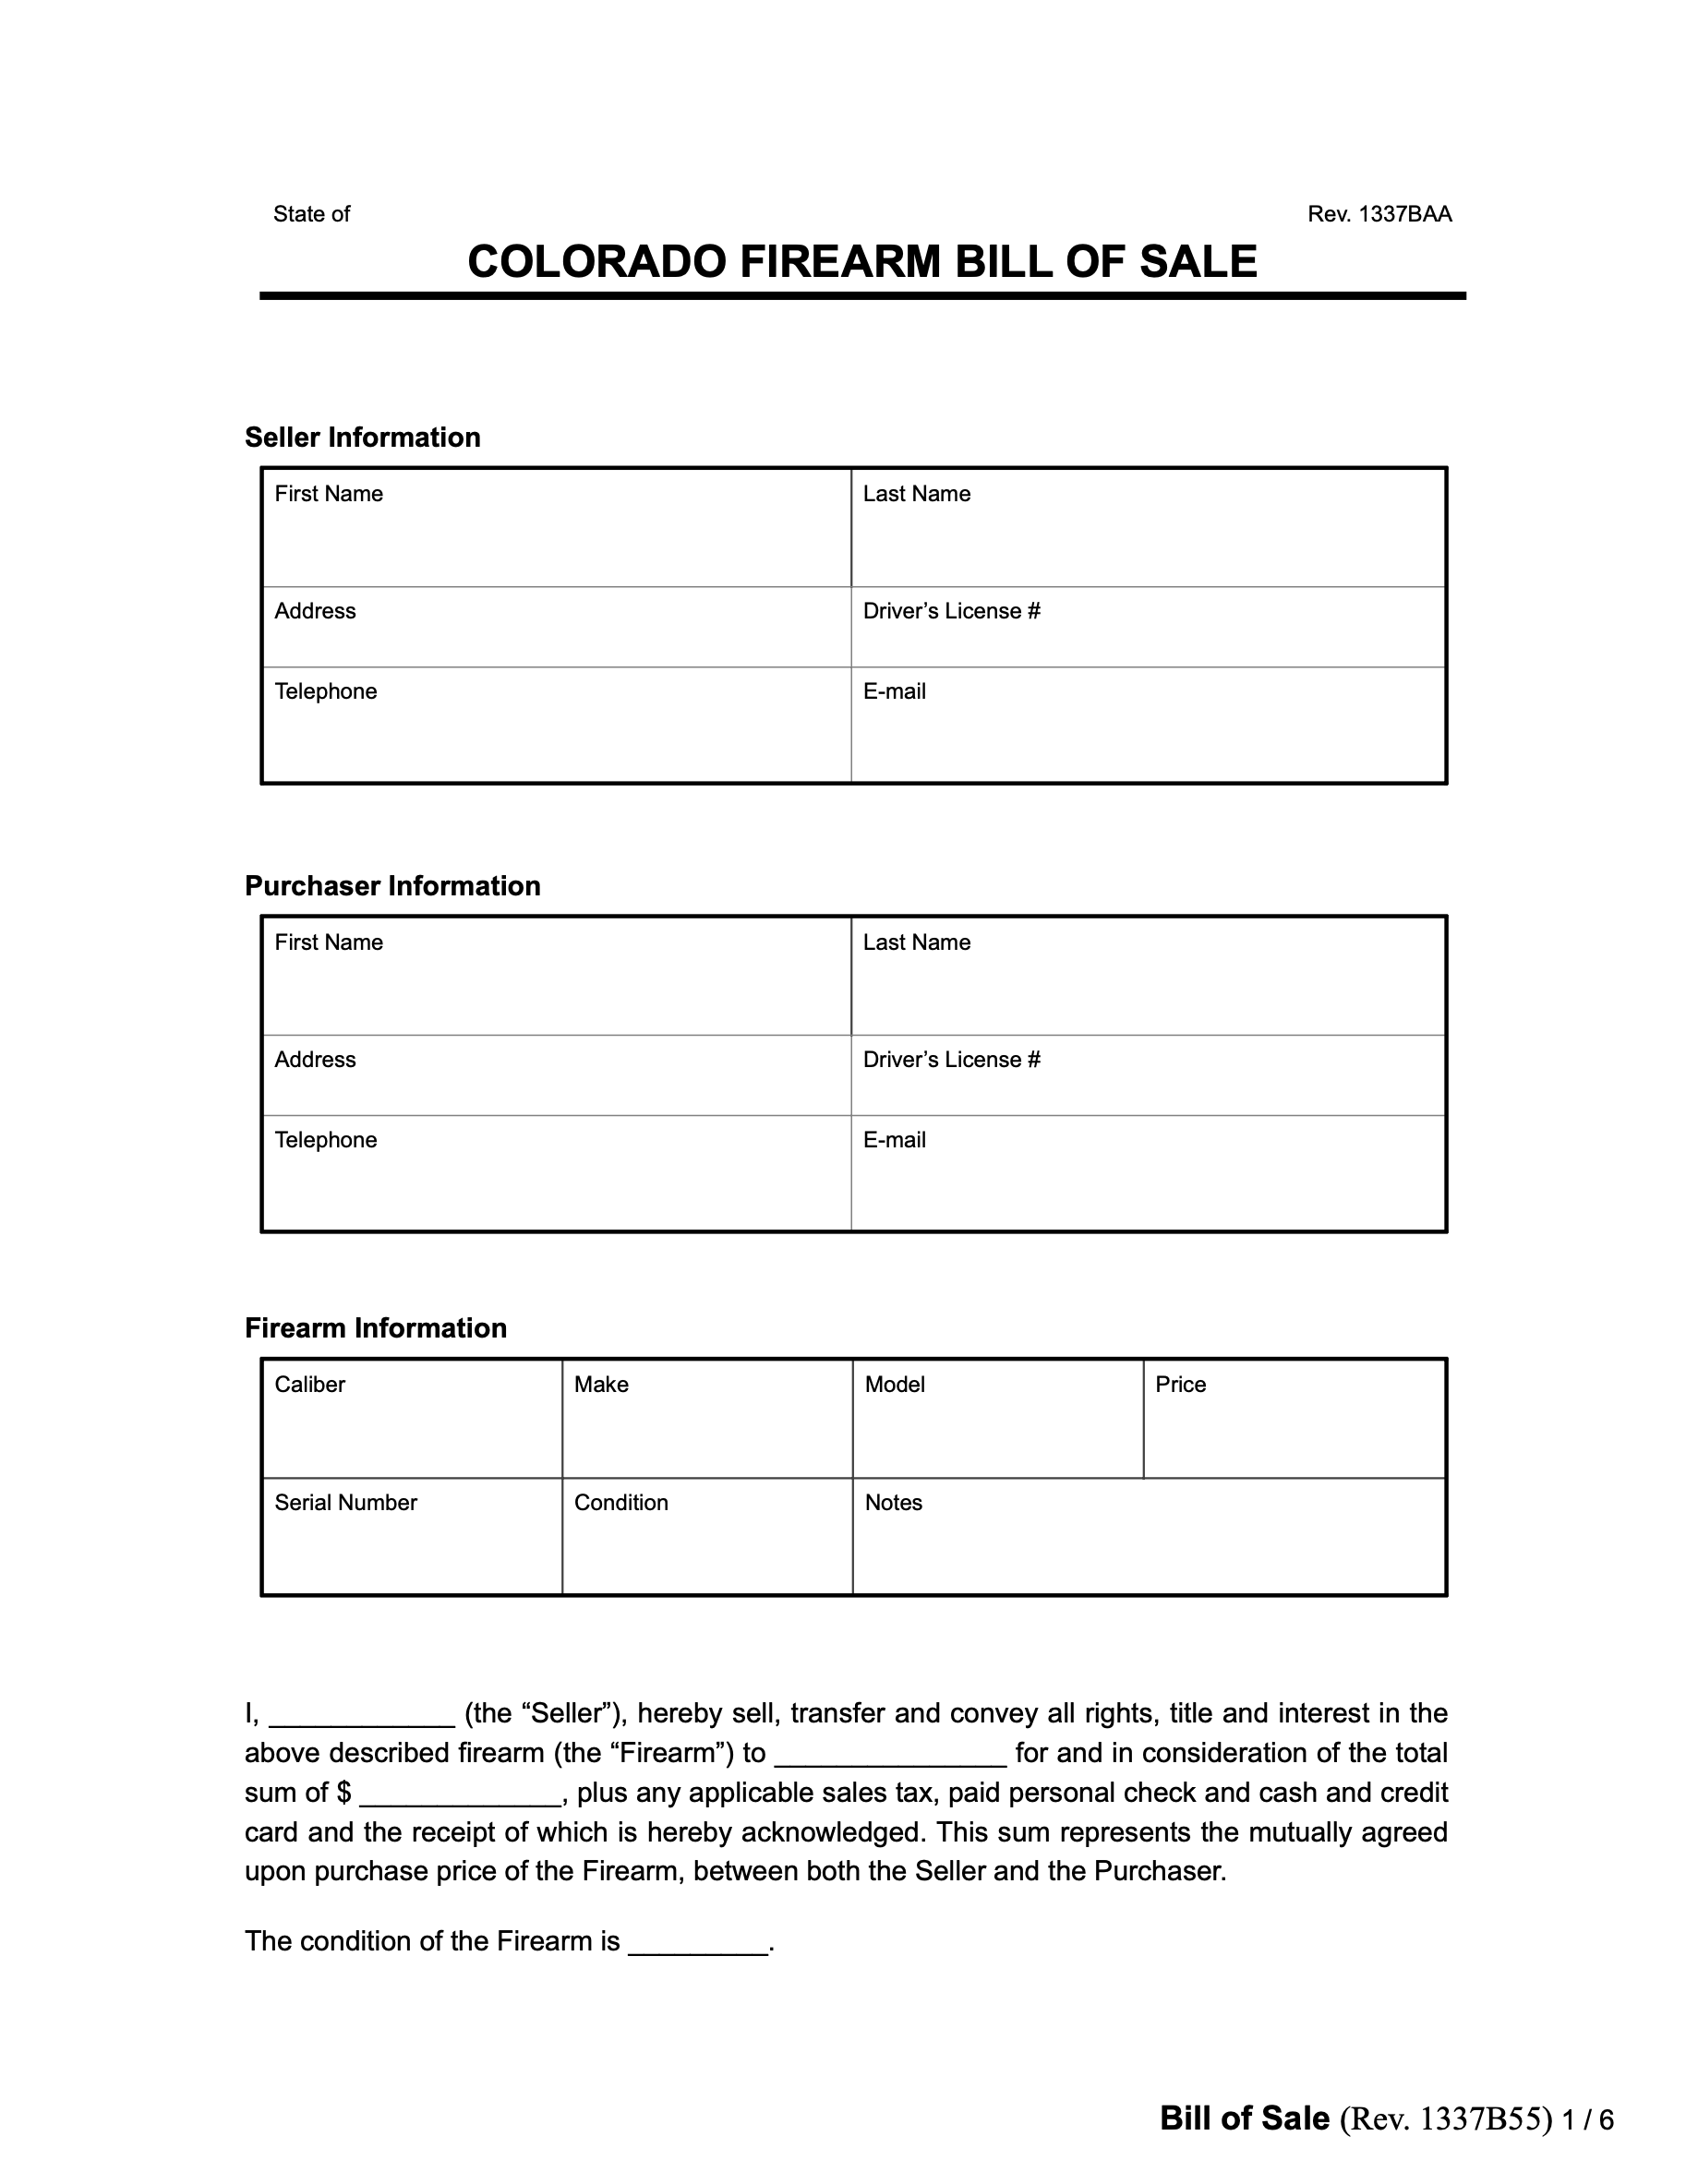 State of Rev. 1337BAA
COLORADO FIREARM BILL OF SALE
Seller Information
First Name Last Name
Address Driver’s License #
Telephone E-mail
Purchaser Information
First Name Last Name
Address Driver’s License #
Telephone E-mail
Firearm Information
Caliber Make Model Price
Serial Number Condition Notes
I, ____________ (the “Seller”), hereby sell, transfer and convey all rights, title and interest in the
above described firearm (the “Firearm”) to _______________ for and in consideration of the total
sum of $ _____________, plus any applicable sales tax, paid personal check and cash and credit
card and the receipt of which is hereby acknowledged. This sum represents the mutually agreed
upon purchase price of the Firearm, between both the Seller and the Purchaser.
The condition of the Firearm is _________.
Bill of Sale (Rev. 1337B55) 1 / 6